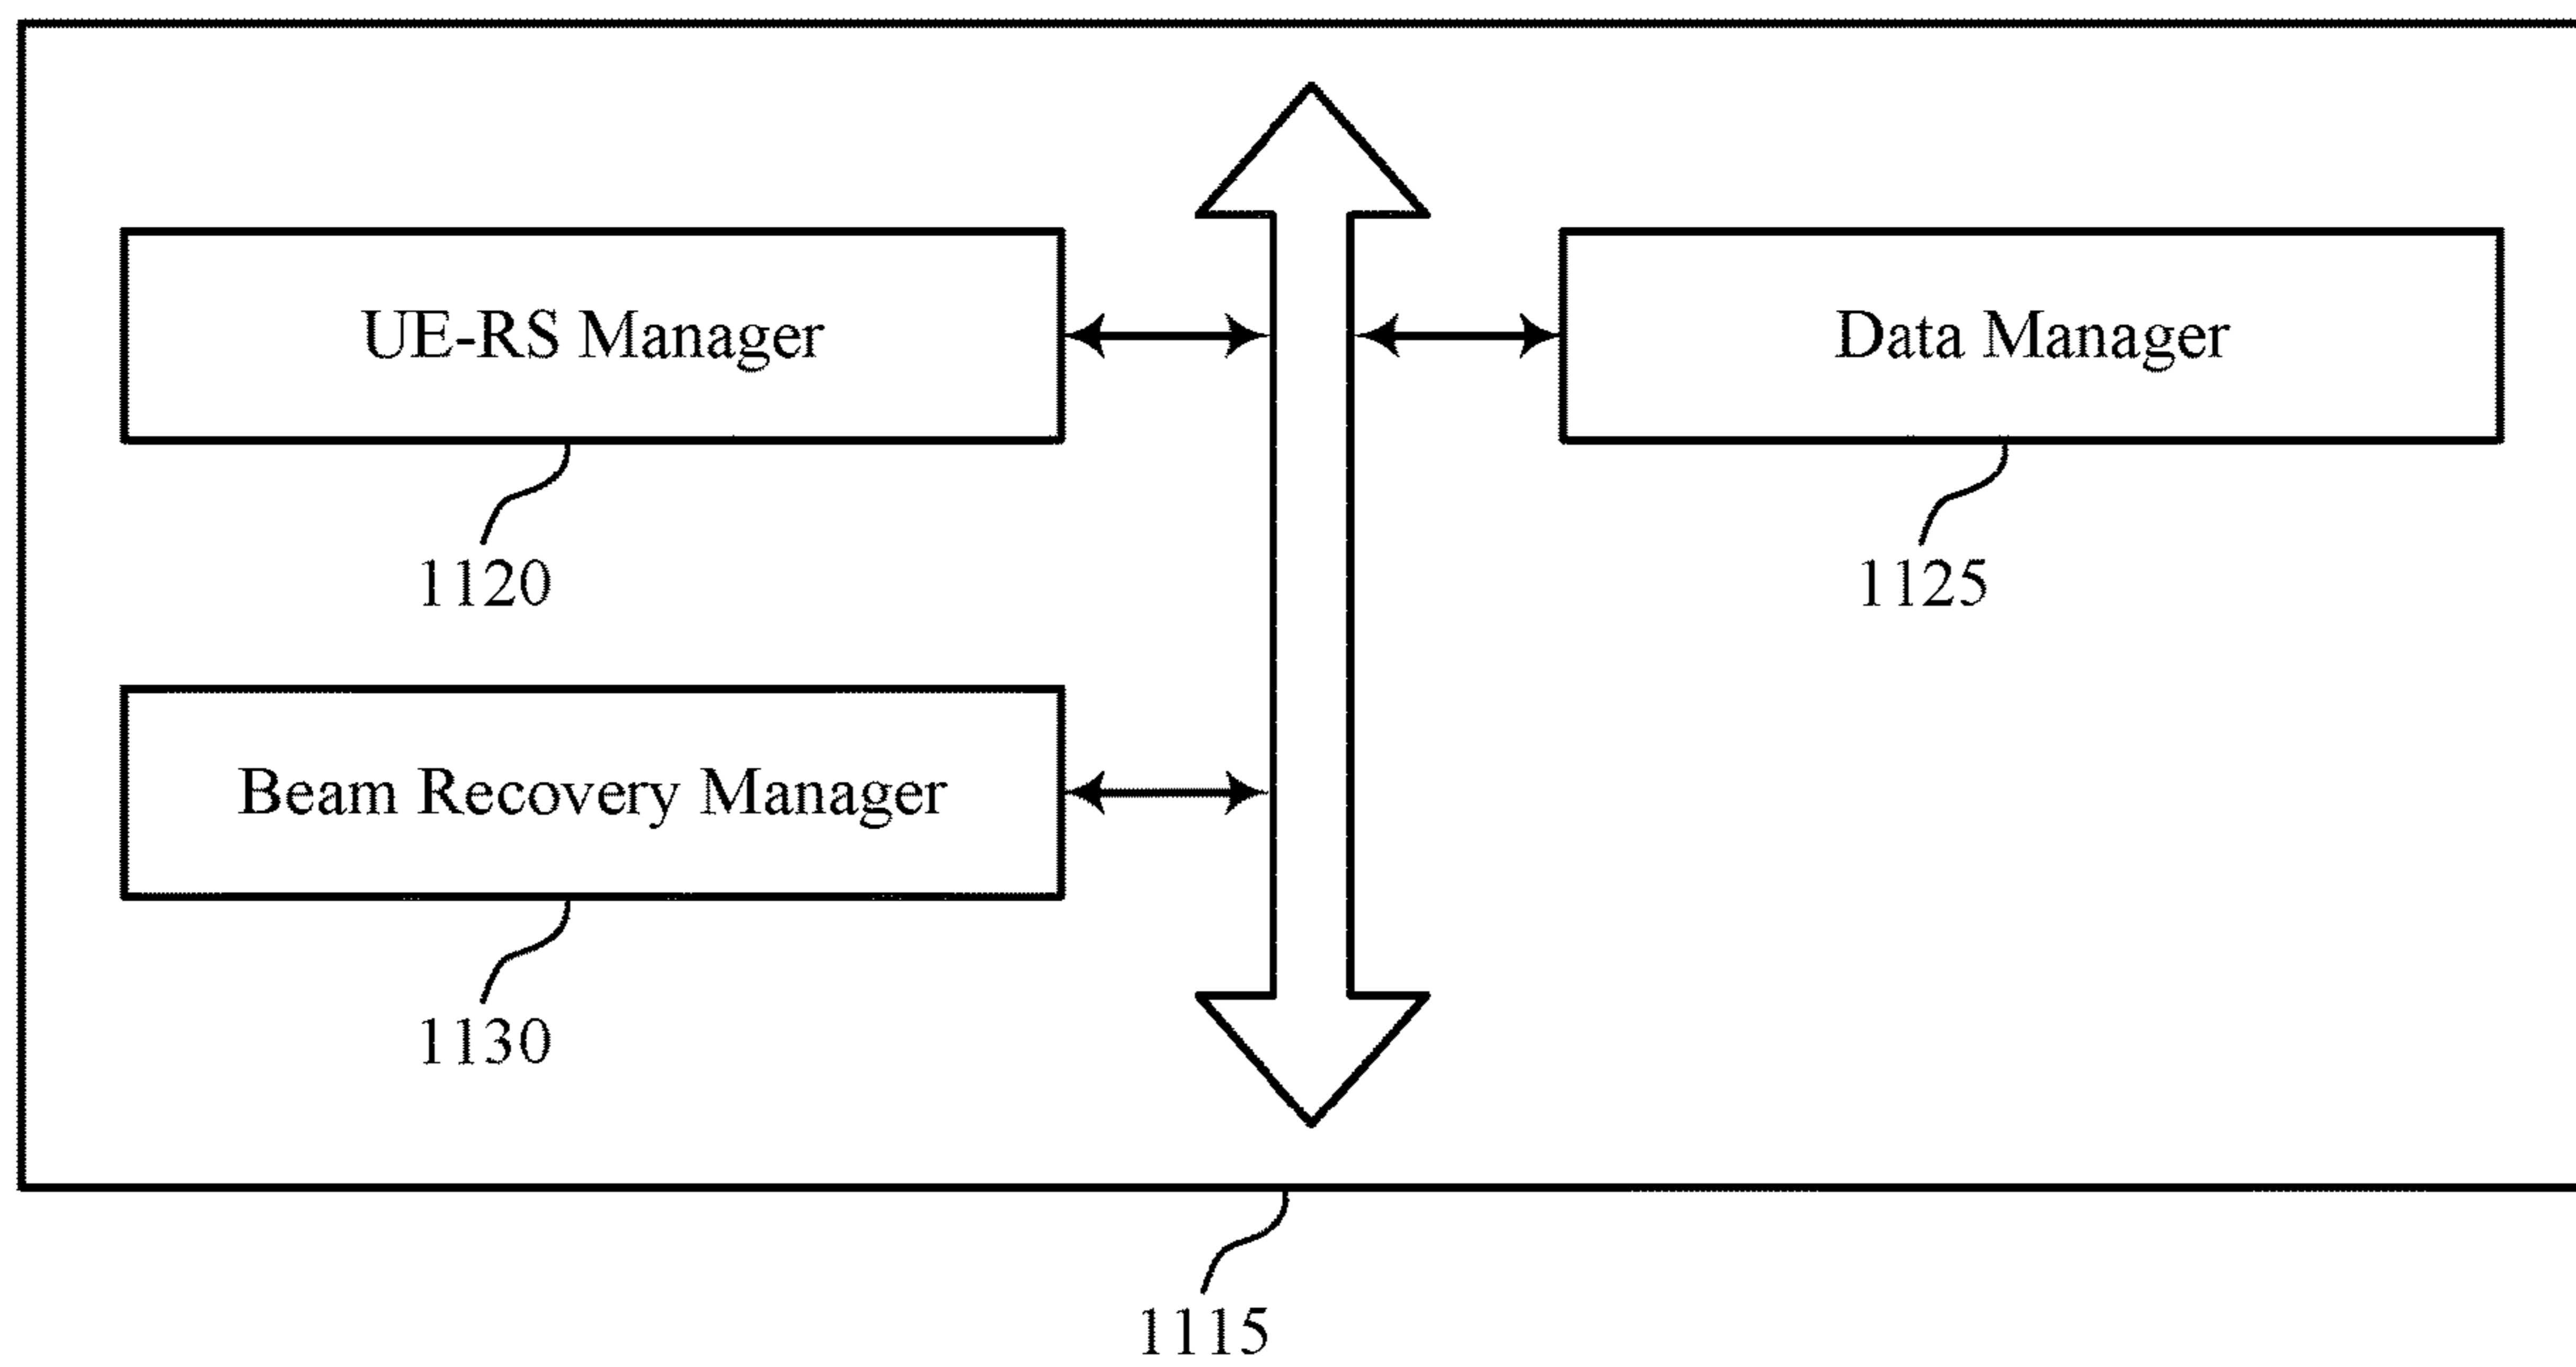 UE-RS Manager
Data Manager
1120
1125
Beam Recovery Manager
1130
1115